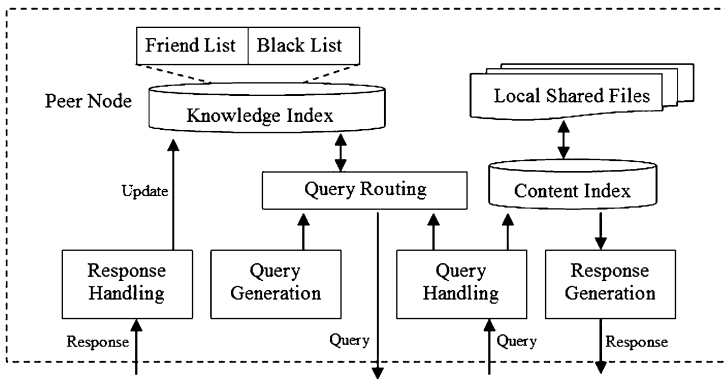 Friend List
Black List
Peer Node
Knowledge Index
Local Shared Files
Update
Query Routing
Content Index
Response
Handling
Query
Generation
Query
Handling
Response
Generation
Response
Query
Query
Response